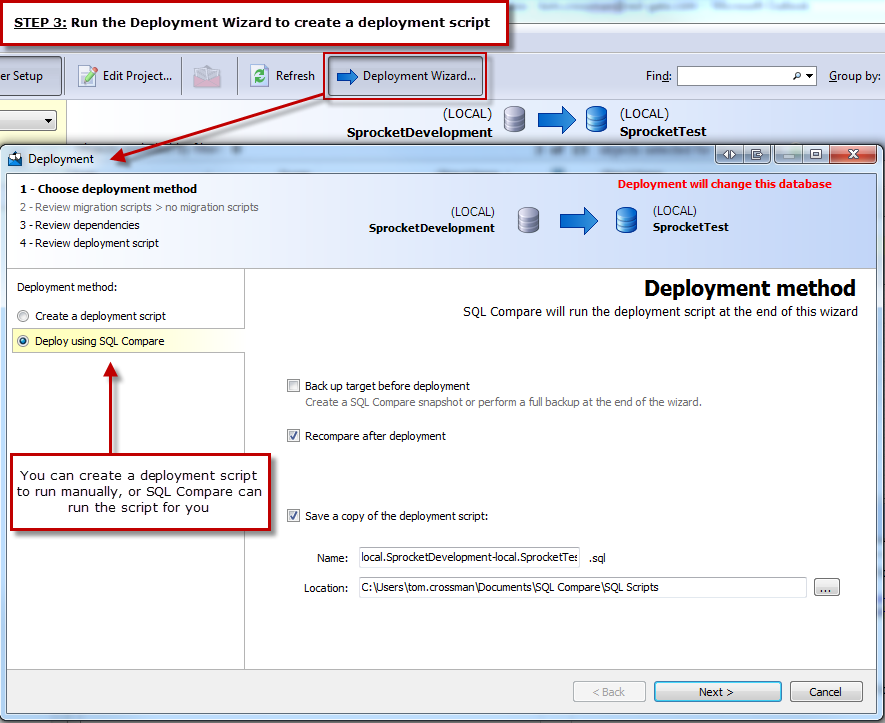 STEP 3: Run the Deployment Wizard to create a deployment script
er Setup
Edit Project...
Refresh
Deployment Wizard...
Find:
Group by:
(LOCAL)
SprocketDevelopment
(LOCAL)
SprocketTest
Deployment
1 - Choose deployment method
2 - Review migration scripts > no migration scripts
3 - Review dependencies
4 - Review deployment script
Deployment will change this database
(LOCAL)
SprocketDevelopment
(LOCAL)
SprocketTest
Deployment method:
Create a deployment script
Deploy using SQL Compare
You can create a deployment script
to run manually, or SQL Compare can
run the script for you
Deployment method
SQL Compare will run the deployment script at the end of this wizard
Back up target before deployment
Create a SQL Compare snapshot or perform a full backup at the end of the wizard.
Recompare after deployment
Save a copy of the deployment script:
Name:
local.SprocketDevelopment-local.SprocketTes
.sql
Location:
C:\Users\tom.crossman\Documents\SQL Compare\SQL Scripts
...
< Back
Next >
Cancel